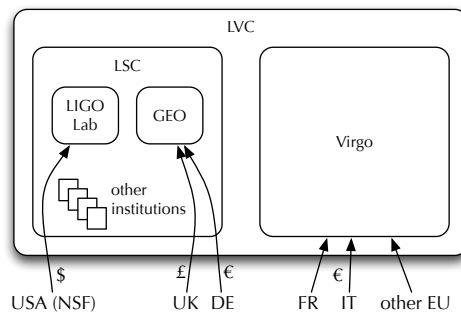 LVC
LSC
LIGO
Lab
GEO
Virgo
other
institutions
$
£
€
€
USA (NSF)
UK
DE
FR
IT
other EU